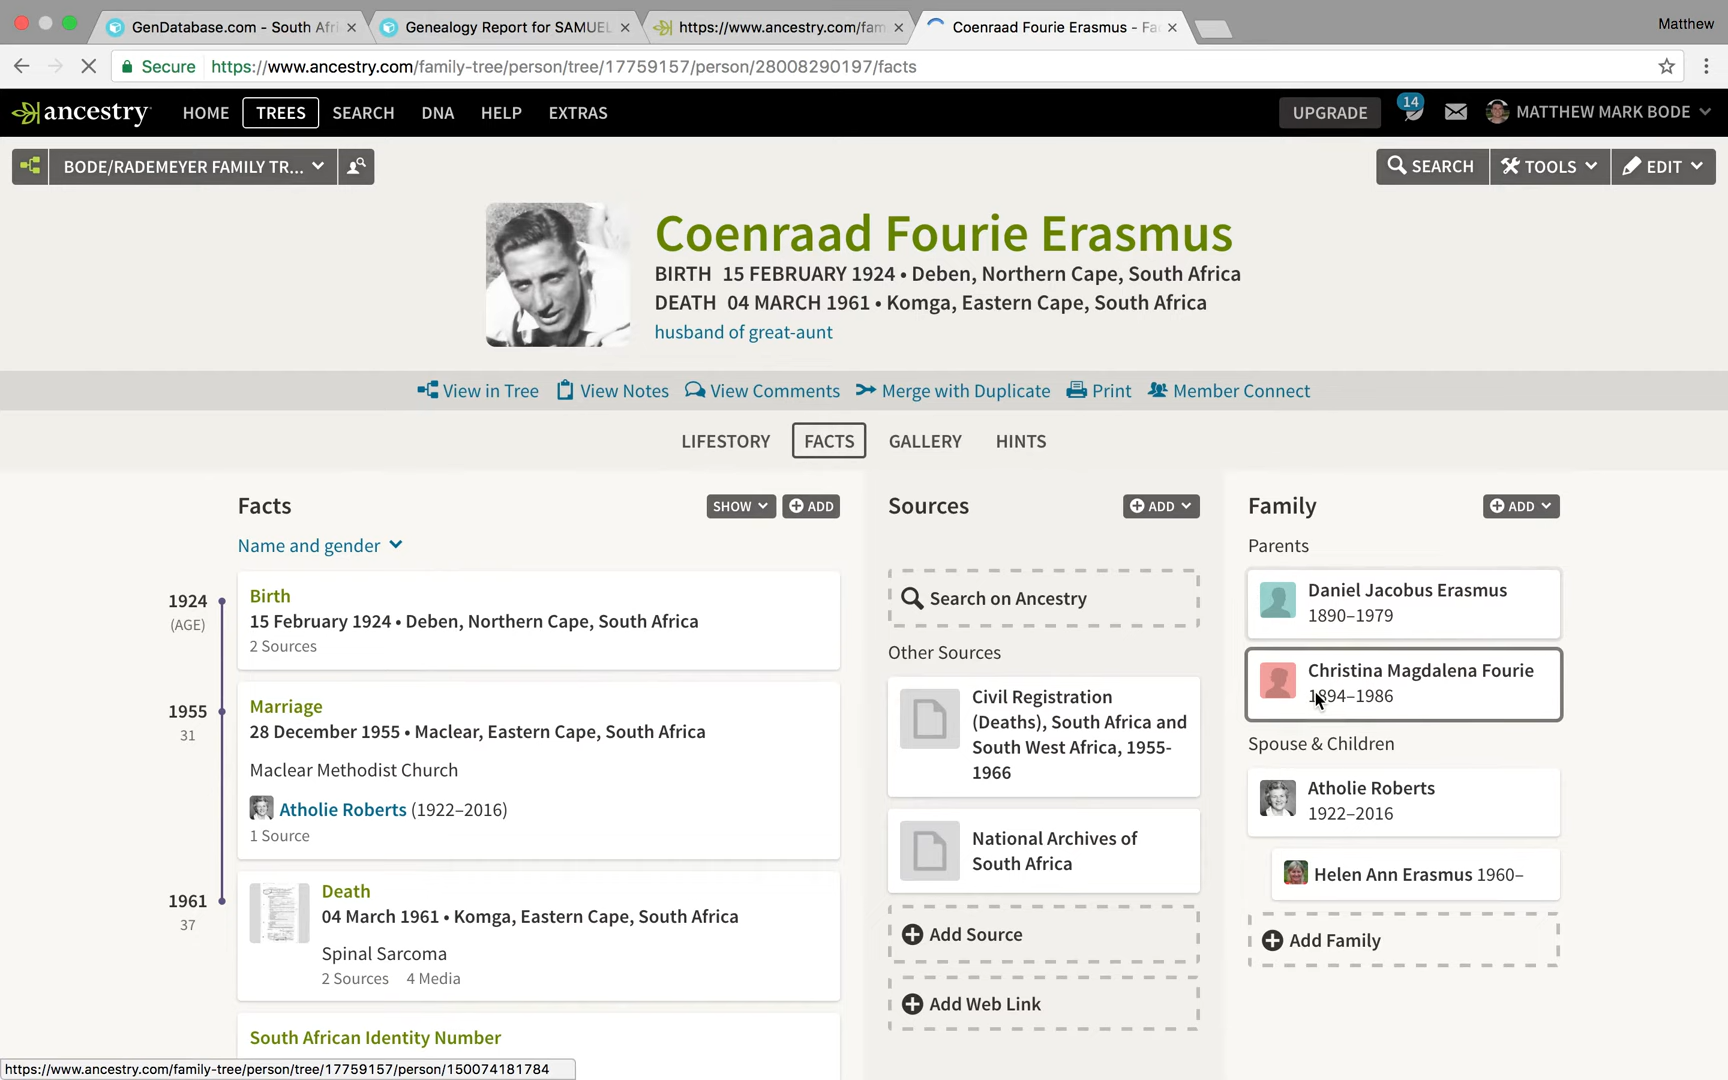 GenDatabase.com - South Afri
Genealogy Report for SAMUEL
https://www.ancestry.com/fam
Coenraad Fourie Erasmus - Fac
Matthew
Secure https://www.ancestry.com/family-tree/person/tree/17759157/person/28008290197/facts
ancestry HOME TREES SEARCH DNA HELP EXTRAS UPGRADE 14 MATTHEW MARK BODE
BODE/RADEMEYER FAMILY TR... SEARCH TOOLS EDIT
Coenraad Fourie Erasmus
BIRTH 15 FEBRUARY 1924 • Deben, Northern Cape, South Africa
DEATH 04 MARCH 1961 • Komga, Eastern Cape, South Africa
husband of great-aunt
View in Tree View Notes View Comments Merge with Duplicate Print Member Connect
LIFESTORY FACTS GALLERY HINTS
Facts SHOW ADD
Name and gender
1924
(AGE)
Birth
15 February 1924 • Deben, Northern Cape, South Africa
2 Sources
1955
31
Marriage
28 December 1955 • Maclear, Eastern Cape, South Africa
Maclear Methodist Church
Atholie Roberts (1922–2016)
1 Source
1961
37
Death
04 March 1961 • Komga, Eastern Cape, South Africa
Spinal Sarcoma
2 Sources 4 Media
South African Identity Number
Sources ADD
Search on Ancestry
Other Sources
Civil Registration
(Deaths), South Africa and
South West Africa, 1955-
1966
National Archives of
South Africa
Add Source
Add Web Link
Family ADD
Parents
Daniel Jacobus Erasmus
1890–1979
Christina Magdalena Fourie
1894–1986
Spouse & Children
Atholie Roberts
1922–2016
Helen Ann Erasmus 1960–
Add Family
https://www.ancestry.com/family-tree/person/tree/17759157/person/150074181784